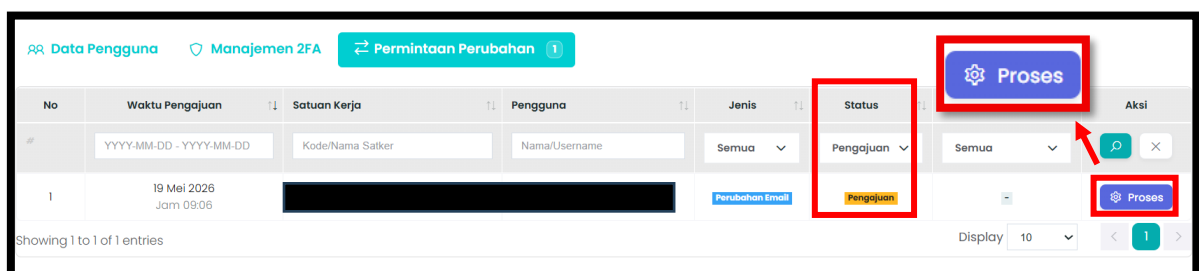 Data Pengguna Manajemen 2FA Permintaan Perubahan 1
Proses
No Waktu Pengajuan Satuan Kerja Pengguna Jenis Status Aksi
# YYYY-MM-DD - YYYY-MM-DD Kode/Nama Satker Nama/Username Semua Pengajuan Semua
1 19 Mei 2026 Perubahan Email Pengajuan - Proses
Jam 09:06
Showing 1 to 1 of 1 entries Display 10 < 1 >